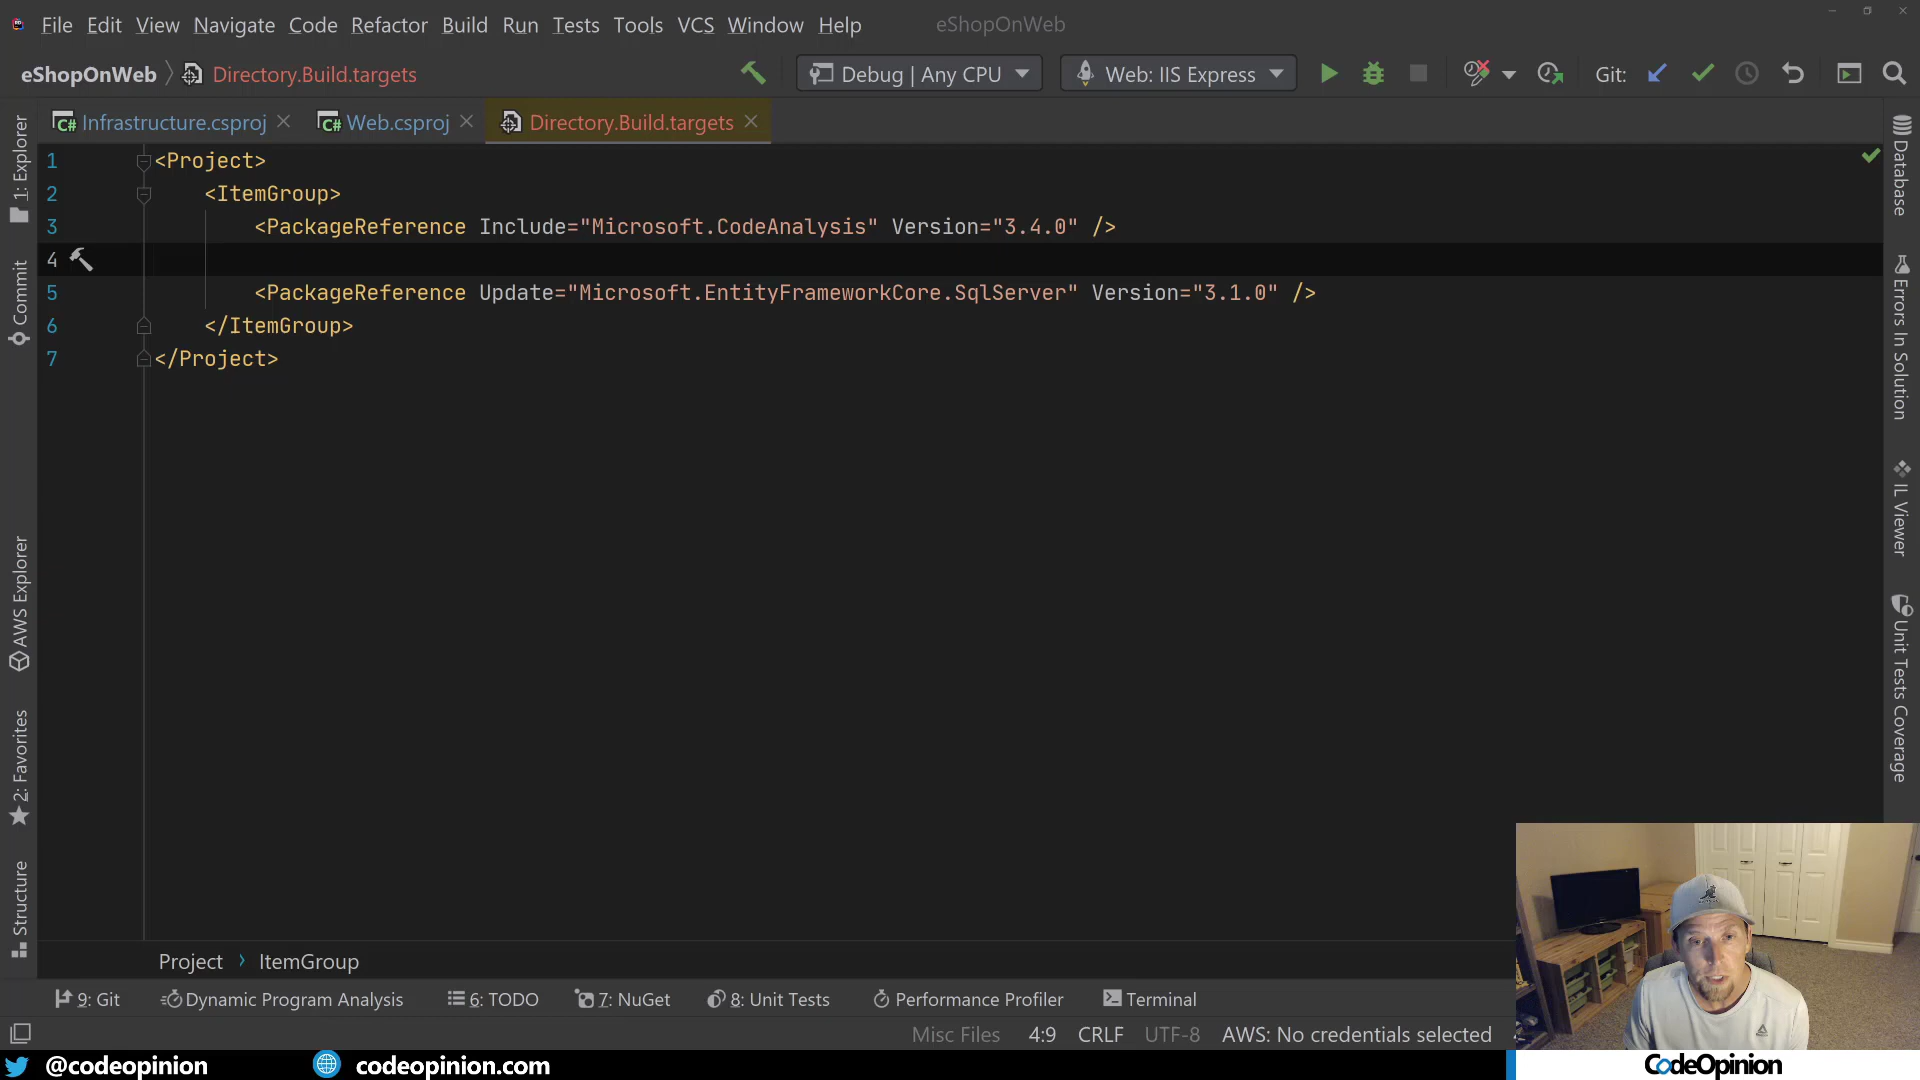 File Edit View Navigate Code Refactor Build Run Tests Tools VCS Window Help eShopOnWeb
eShopOnWeb Directory.Build.targets Debug | Any CPU Web: IIS Express Git:
Infrastructure.csproj Web.csproj Directory.Build.targets
1 <Project>
2 <ItemGroup>
3 <PackageReference Include="Microsoft.CodeAnalysis" Version="3.4.0" />
4
5 <PackageReference Update="Microsoft.EntityFrameworkCore.SqlServer" Version="3.1.0" />
6 </ItemGroup>
7 </Project>
1: Explorer
Commit
AWS Explorer
2: Favorites
Structure
Database
Errors In Solution
IL Viewer
Unit Tests Coverage
Project › ItemGroup
9: Git Dynamic Program Analysis 6: TODO 7: NuGet 8: Unit Tests Performance Profiler Terminal
Misc Files 4:9 CRLF UTF-8 AWS: No credentials selected
@codeopinion codeopinion.com CodeOpinion